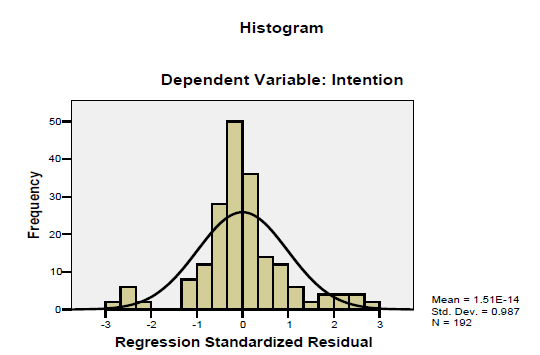 Histogram
Dependent Variable: Intention
Frequency
50
40
30
20
10
0
-3 -2 -1 0 1 2 3
Regression Standardized Residual
Mean = 1.51E-14
Std. Dev. = 0.987
N = 192